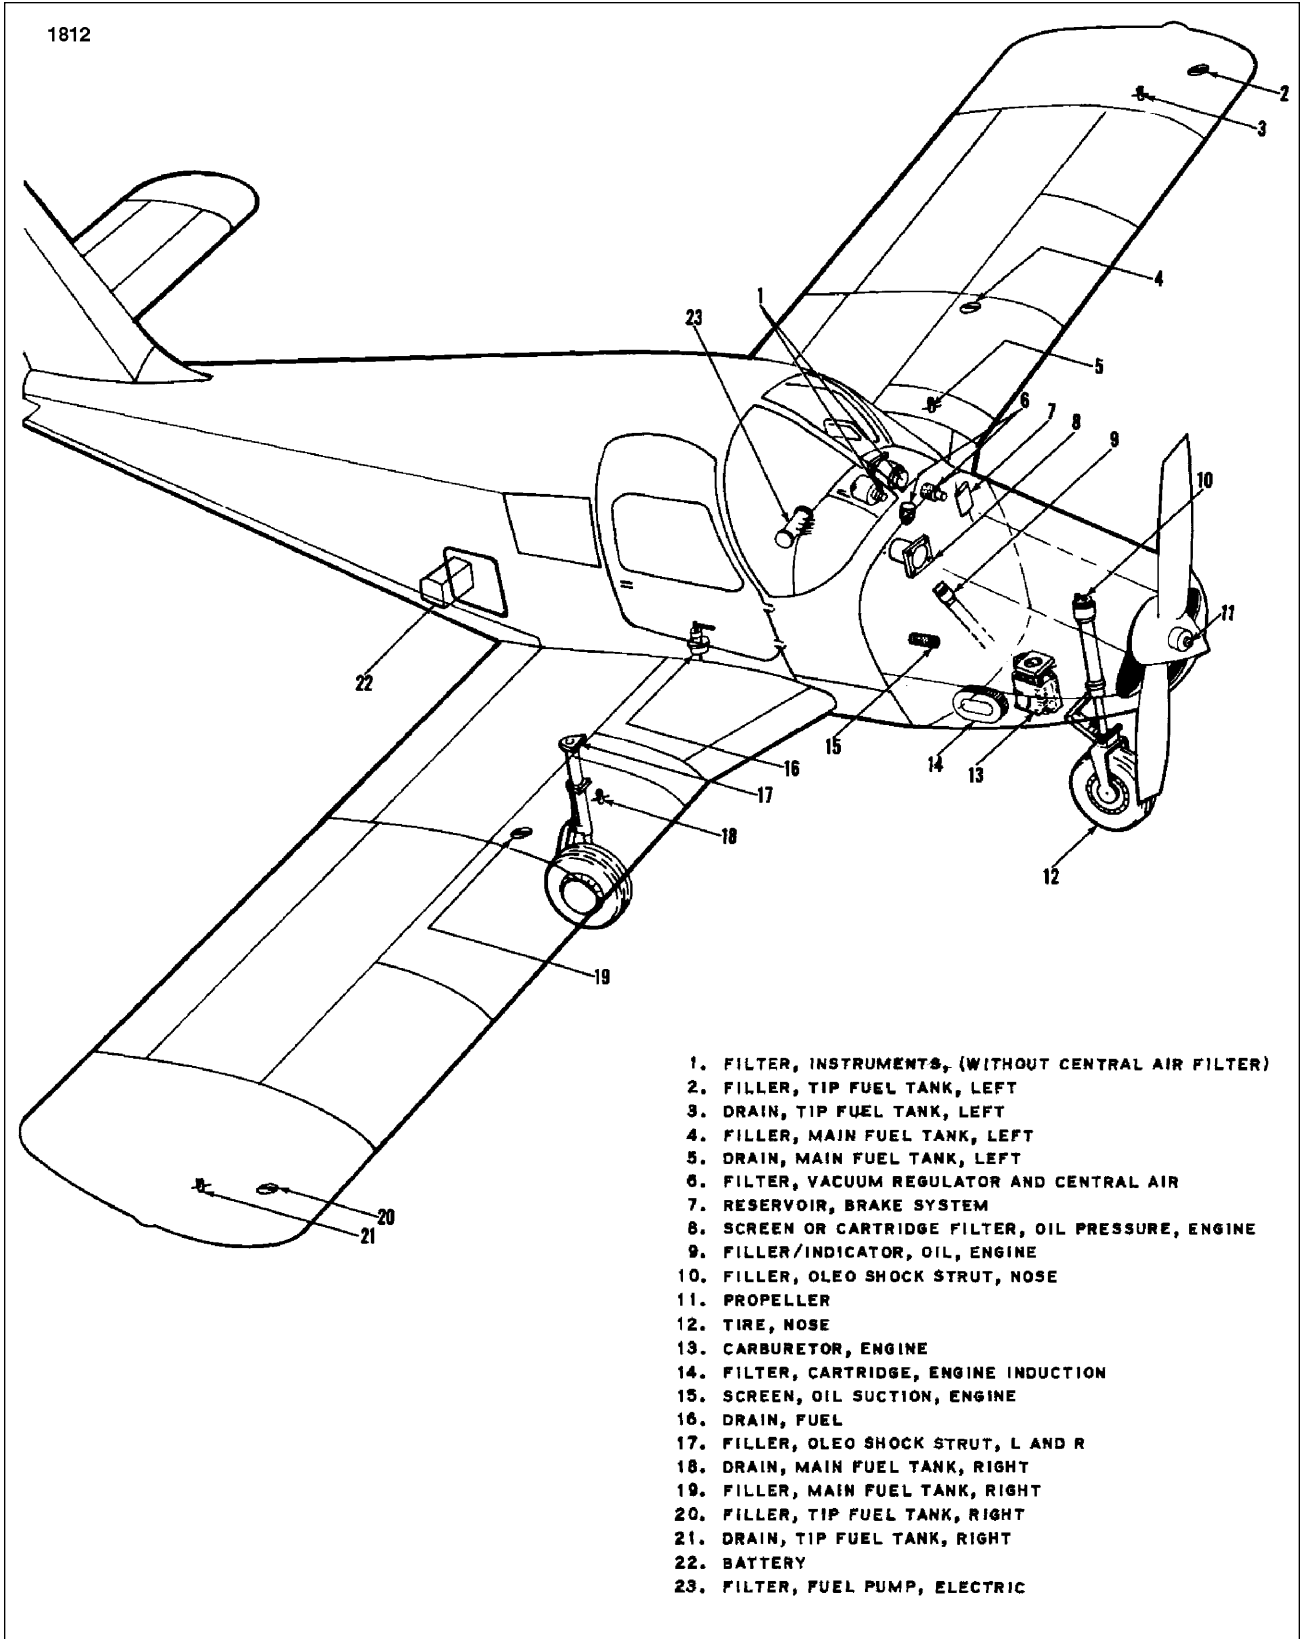 1812
2
3
4
1
23
5
6
7
8
9
10
11
22
15
14
13
16
17
18
12
19
20
21
1. FILTER, INSTRUMENTS, (WITHOUT CENTRAL AIR FILTER)
2. FILLER, TIP FUEL TANK, LEFT
3. DRAIN, TIP FUEL TANK, LEFT
4. FILLER, MAIN FUEL TANK, LEFT
5. DRAIN, MAIN FUEL TANK, LEFT
6. FILTER, VACUUM REGULATOR AND CENTRAL AIR
7. RESERVOIR, BRAKE SYSTEM
8. SCREEN OR CARTRIDGE FILTER, OIL PRESSURE, ENGINE
9. FILLER/INDICATOR, OIL, ENGINE
10. FILLER, OLEO SHOCK STRUT, NOSE
11. PROPELLER
12. TIRE, NOSE
13. CARBURETOR, ENGINE
14. FILTER, CARTRIDGE, ENGINE INDUCTION
15. SCREEN, OIL SUCTION, ENGINE
16. DRAIN, FUEL
17. FILLER, OLEO SHOCK STRUT, L AND R
18. DRAIN, MAIN FUEL TANK, RIGHT
19. FILLER, MAIN FUEL TANK, RIGHT
20. FILLER, TIP FUEL TANK, RIGHT
21. DRAIN, TIP FUEL TANK, RIGHT
22. BATTERY
23. FILTER, FUEL PUMP, ELECTRIC